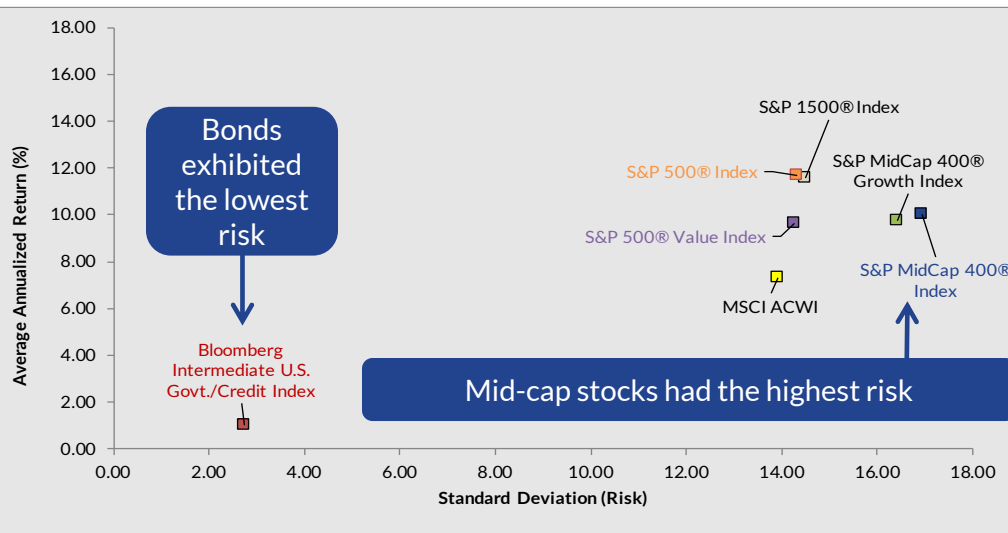 18.00
16.00
14.00
12.00
10.00
8.00
6.00
4.00
2.00
0.00
Average Annualized Return (%)
Bonds
exhibited
the lowest
risk
S&P 1500® Index
S&P 500® Index
S&P MidCap 400®
Growth Index
S&P 500® Value Index
S&P MidCap 400®
Index
MSCI ACWI
Bloomberg
Intermediate U.S.
Govt./Credit Index
Mid-cap stocks had the highest risk
0.00 2.00 4.00 6.00 8.00 10.00 12.00 14.00 16.00 18.00
Standard Deviation (Risk)